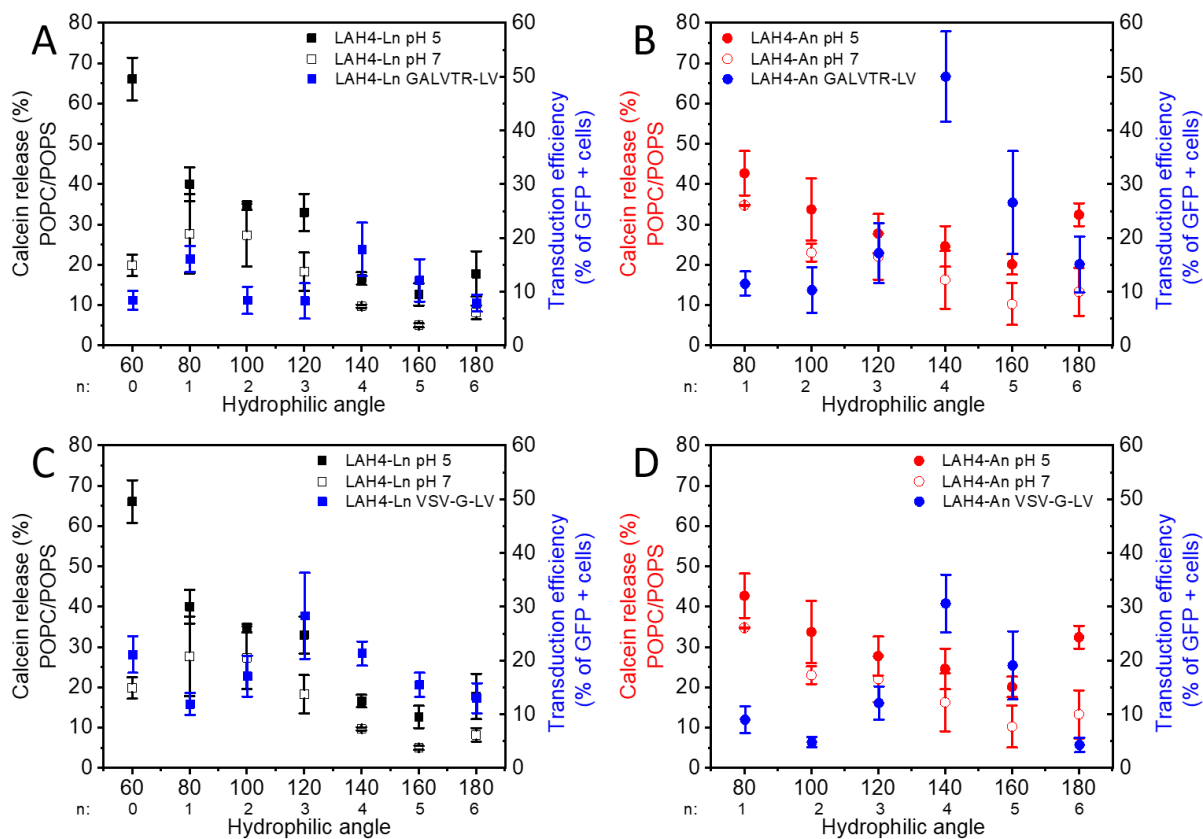 A
LAH4-Ln pH 5
LAH4-Ln pH 7
LAH4-Ln GALVTR-LV
Calcein release (%)
POPC/POPS
80
70
60
50
40
30
20
10
0
60
50
40
30
20
10
0
Transduction efficiency
(% of GFP + cells)
60 80 100 120 140 160 180
n: 0 1 2 3 4 5 6
Hydrophilic angle
B
LAH4-An pH 5
LAH4-An pH 7
LAH4-An GALVTR-LV
Calcein release (%)
POPC/POPS
80
70
60
50
40
30
20
10
0
60
50
40
30
20
10
0
Transduction efficiency
(% of GFP + cells)
80 100 120 140 160 180
n: 1 2 3 4 5 6
Hydrophilic angle
C
LAH4-Ln pH 5
LAH4-Ln pH 7
LAH4-Ln VSV-G-LV
Calcein release (%)
POPC/POPS
80
70
60
50
40
30
20
10
0
60
50
40
30
20
10
0
Transduction efficiency
(% of GFP + cells)
60 80 100 120 140 160 180
n: 0 1 2 3 4 5 6
Hydrophilic angle
D
LAH4-An pH 5
LAH4-An pH 7
LAH4-An VSV-G-LV
Calcein release (%)
POPC/POPS
80
70
60
50
40
30
20
10
0
60
50
40
30
20
10
0
Transduction efficiency
(% of GFP + cells)
80 100 120 140 160 180
n: 1 2 3 4 5 6
Hydrophilic angle